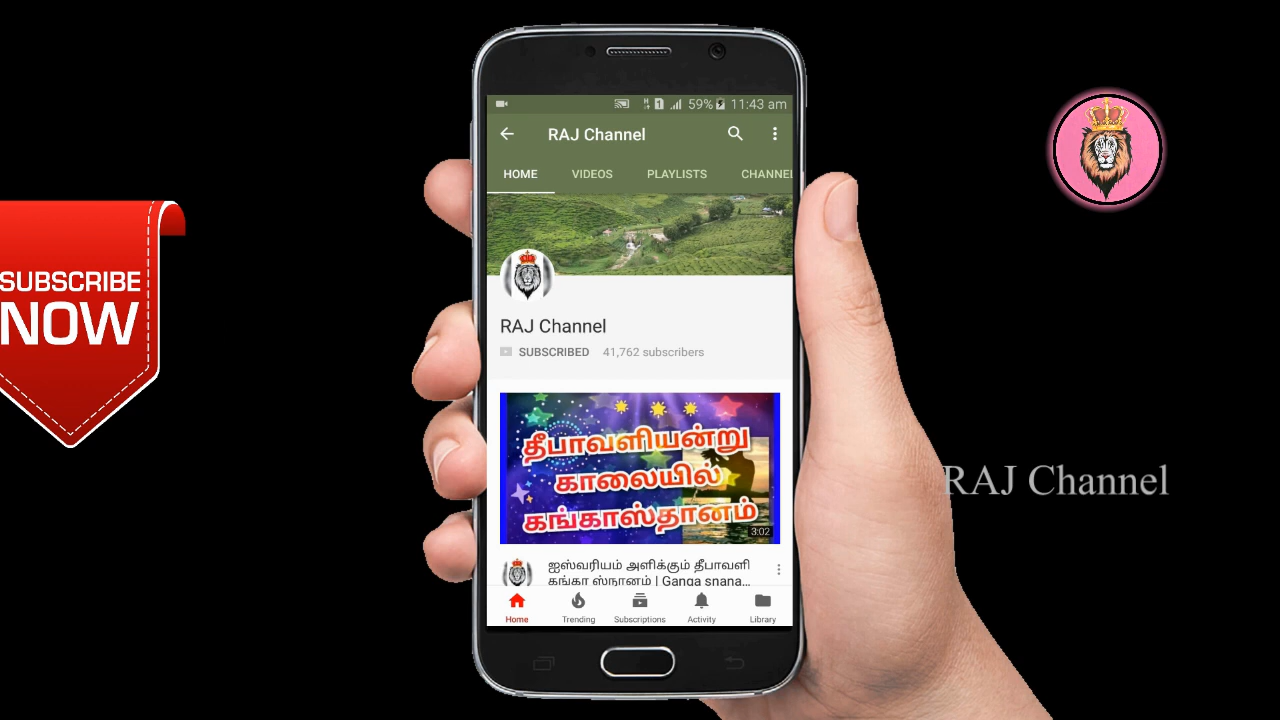 59% 11:43 am
RAJ Channel
HOME VIDEOS PLAYLISTS CHANNEL
SUBSCRIBE
NOW
RAJ Channel
SUBSCRIBED 41,762 subscribers
தீபாவளியன்று
காலையில்
கங்காஸ்தானம்
3:02
RAJ Channel
ஐஸ்வரியம் அளிக்கும் தீபாவளி
கங்கா ஸ்நானம் | Ganga snana...
Home Trending Subscriptions Activity Library